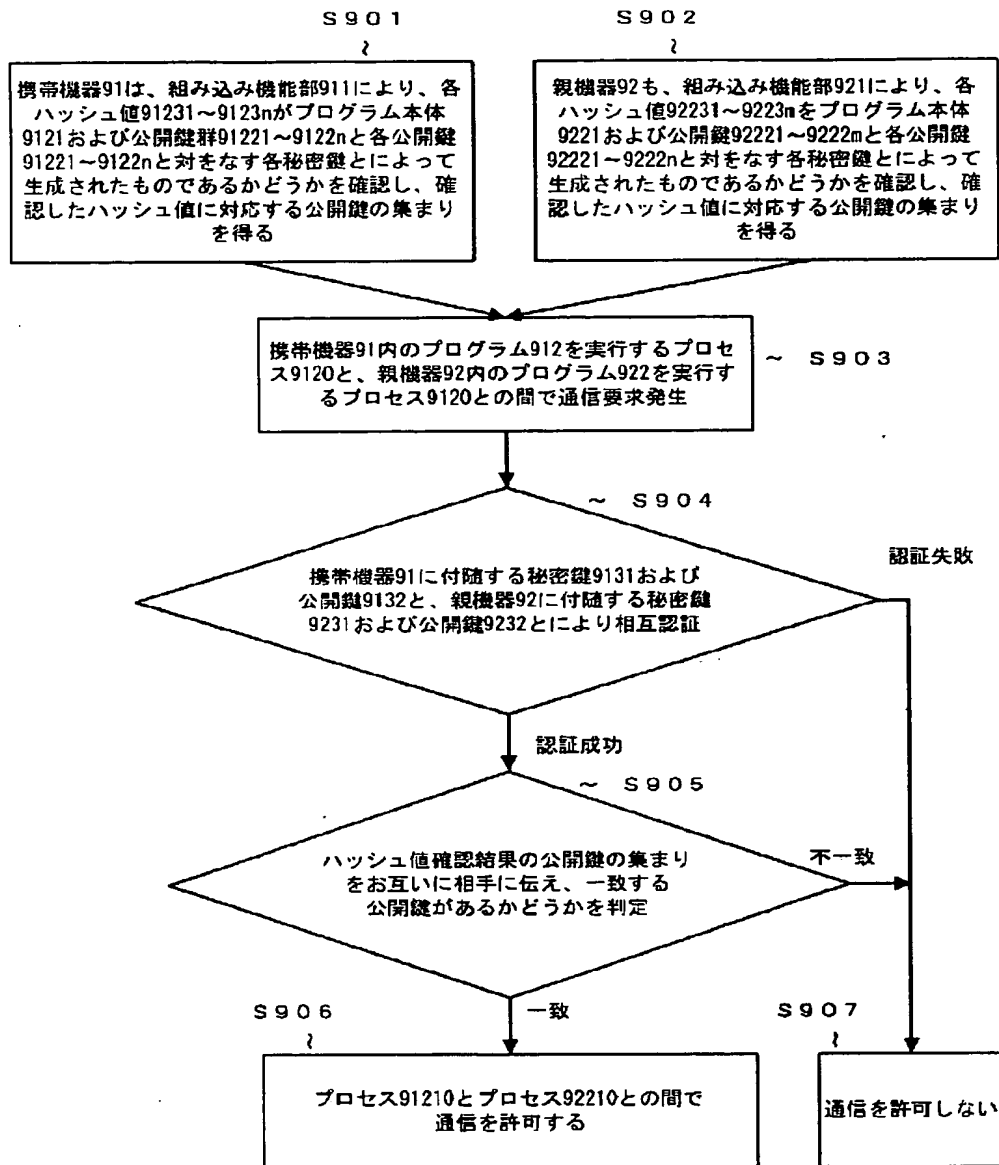 S901
携帯機器91は、組み込み機能部911により、各
ハッシュ値91231～9123nがプログラム本体
9121および公開鍵群91221～9122nと各公開鍵
91221～9122nと対をなす各秘密鍵とによって
生成されたものであるかどうかを確認し、確
認したハッシュ値に対応する公開鍵の集まり
を得る
S902
親機器92も、組み込み機能部921により、各
ハッシュ値92231～9223nをプログラム本体
9221および公開鍵92221～9222mと各公開鍵
92221～9222nと対をなす各秘密鍵とによって
生成されたものであるかどうかを確認し、確
認したハッシュ値に対応する公開鍵の集まり
を得る
携帯機器91内のプログラム912を実行するプロセ
ス9120と、親機器92内のプログラム922を実行す
るプロセス9120との間で通信要求発生
～ S903
～ S904
携帯機器91に付随する秘密鍵9131および
公開鍵9132と、親機器92に付随する秘密鍵
9231および公開鍵9232とにより相互認証
認証失敗
認証成功
～ S905
ハッシュ値確認結果の公開鍵の集まり
をお互いに相手に伝え、一致する
公開鍵があるかどうかを判定
不一致
一致
S906
プロセス91210とプロセス92210との間で
通信を許可する
S907
通信を許可しない